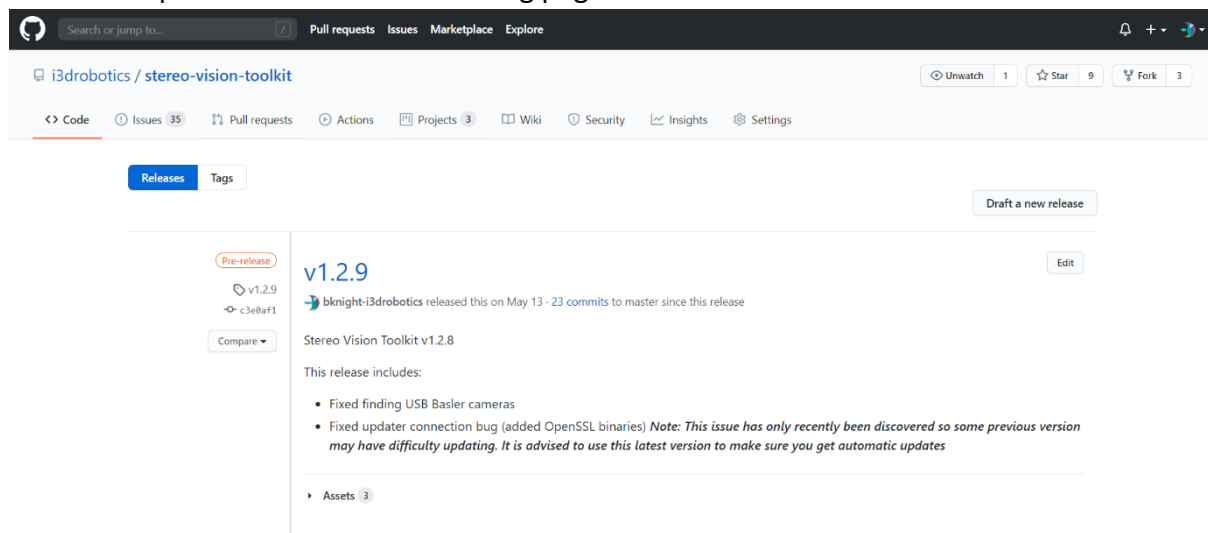 Search or jump to... /
Pull requests Issues Marketplace Explore
i3drobotics / stereo-vision-toolkit
Unwatch 1 Star 9 Fork 3
Code Issues 35 Pull requests Actions Projects 3 Wiki Security Insights Settings
Releases Tags
Draft a new release
Pre-release
v1.2.9
c3e0af1
Compare
v1.2.9
Edit
bknight-i3drobotics released this on May 13 · 23 commits to master since this release
Stereo Vision Toolkit v1.2.8
This release includes:
• Fixed finding USB Basler cameras
• Fixed updater connection bug (added OpenSSL binaries) Note: This issue has only recently been discovered so some previous version
may have difficulty updating. It is advised to use this latest version to make sure you get automatic updates
Assets 3